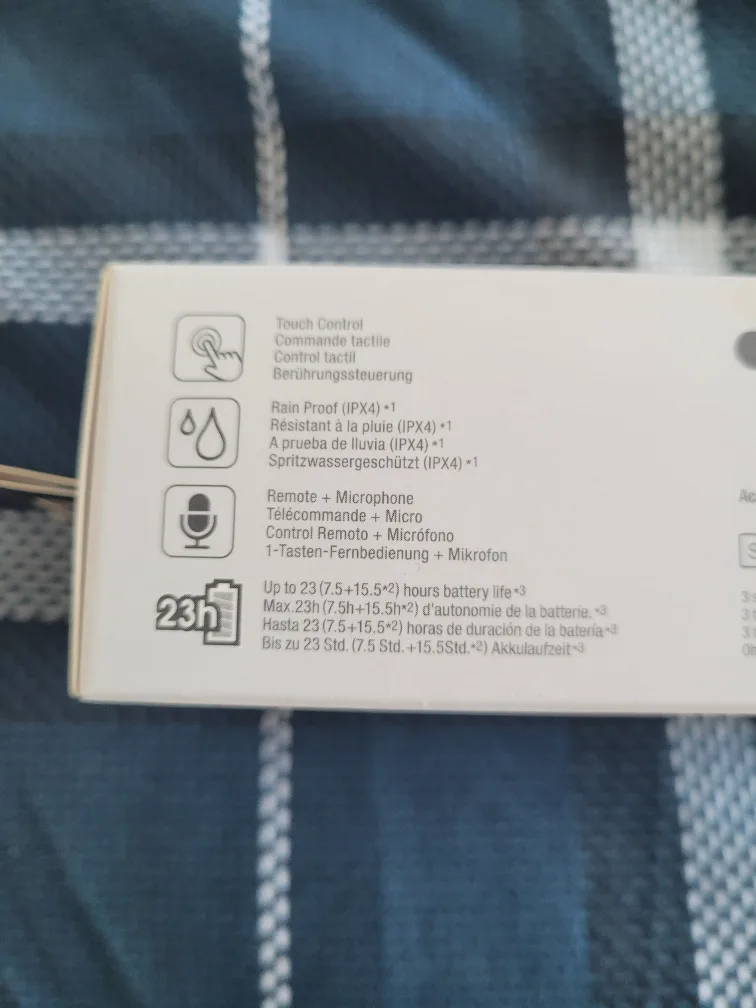 Touch Control
Commande tactile
Control tactil
Berührungssteuerung
Rain Proof (IPX4) *1
Résistant à la pluie (IPX4) *1
A prueba de lluvia (IPX4) *1
Spritzwassergeschützt (IPX4) *1
Remote + Microphone
Télécommande + Micro
Control Remoto + Micrófono
1-Tasten-Fernbedienung + Mikrofon
23h
Up to 23 (7.5+15.5*2) hours battery life*3
Max.23h (7.5h+15.5h*2) d'autonomie de la batterie. *3
Hasta 23 (7.5+15.5*2) horas de duración de la batería*3
Bis zu 23 Std. (7.5 Std. +15.5Std.*2) Akkulaufzeit*3